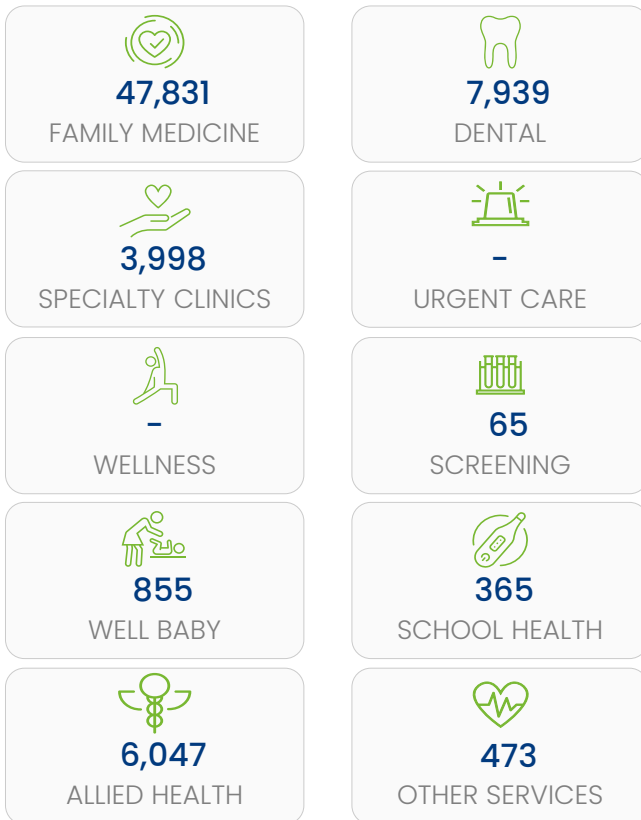 47,831
FAMILY MEDICINE
7,939
DENTAL
3,998
SPECIALTY CLINICS
-
URGENT CARE
-
WELLNESS
65
SCREENING
855
WELL BABY
365
SCHOOL HEALTH
6,047
ALLIED HEALTH
473
OTHER SERVICES